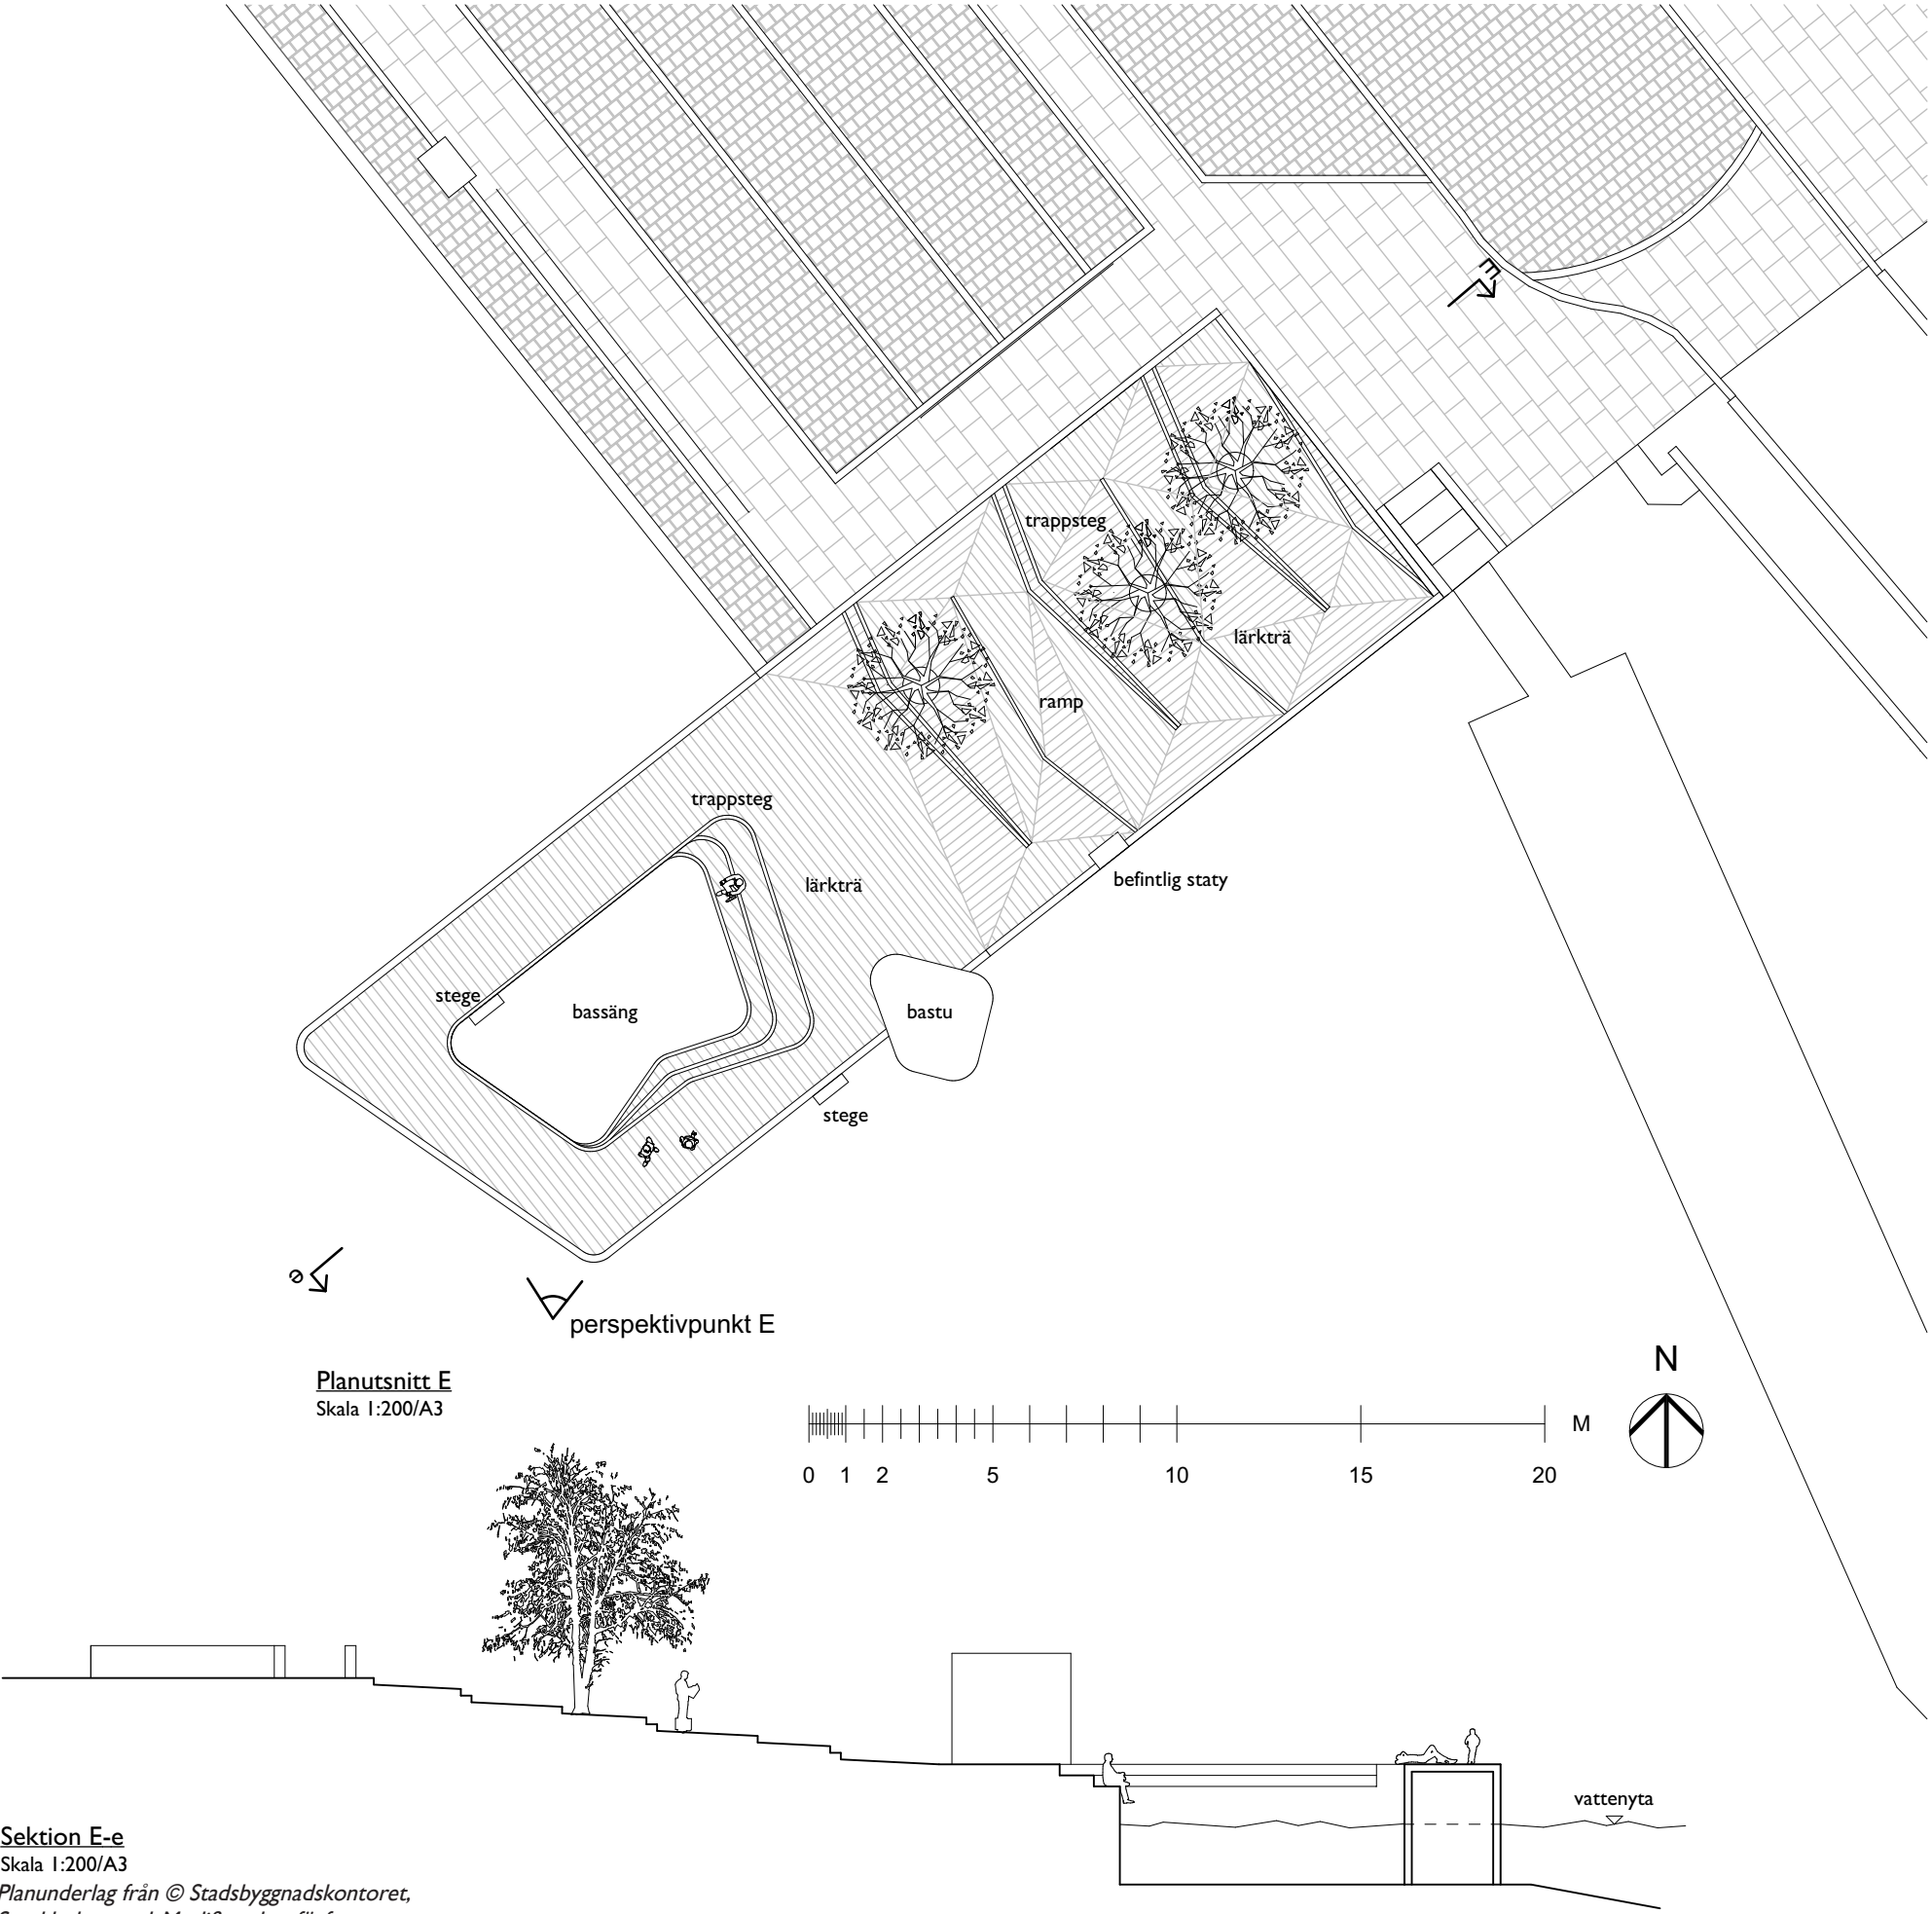 E
trappsteg
lärkträ
ramp
trappsteg
lärkträ
befintlig staty
stege
bassäng
bastu
stege
e
perspektivpunkt E
Planutsnitt E
Skala 1:200/A3
N
M
0 1 2 5 10 15 20
vattenyta
Sektion E-e
Skala 1:200/A3
Planunderlag från © Stadsbyggnadskontoret,